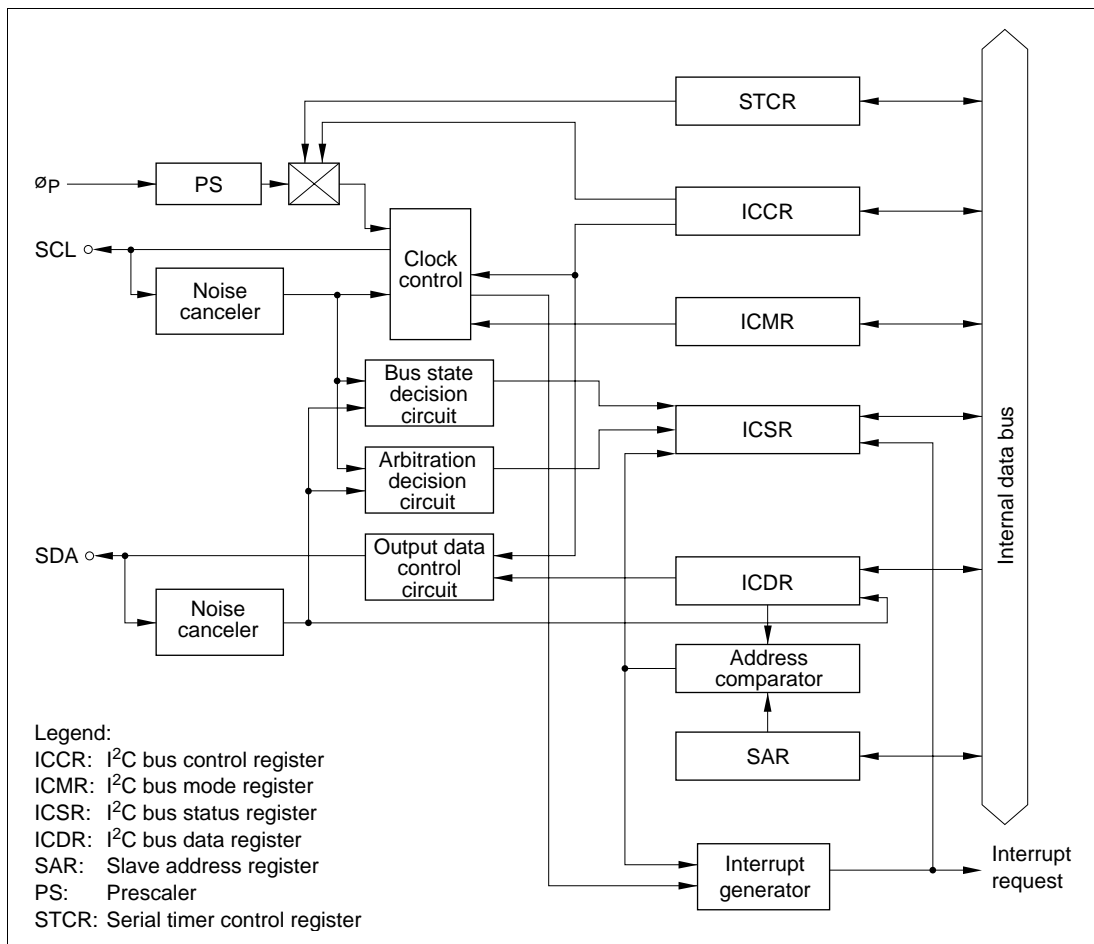 STCR
øP
PS
ICCR
SCL
Clock
control
Noise
canceler
ICMR
Bus state
decision
circuit
ICSR
Arbitration
decision
circuit
Internal data bus
SDA
Output data
control
circuit
ICDR
Noise
canceler
Address
comparator
SAR
Legend:
ICCR: I²C bus control register
ICMR: I²C bus mode register
ICSR: I²C bus status register
ICDR: I²C bus data register
SAR: Slave address register
PS: Prescaler
STCR: Serial timer control register
Interrupt
generator
Interrupt
request